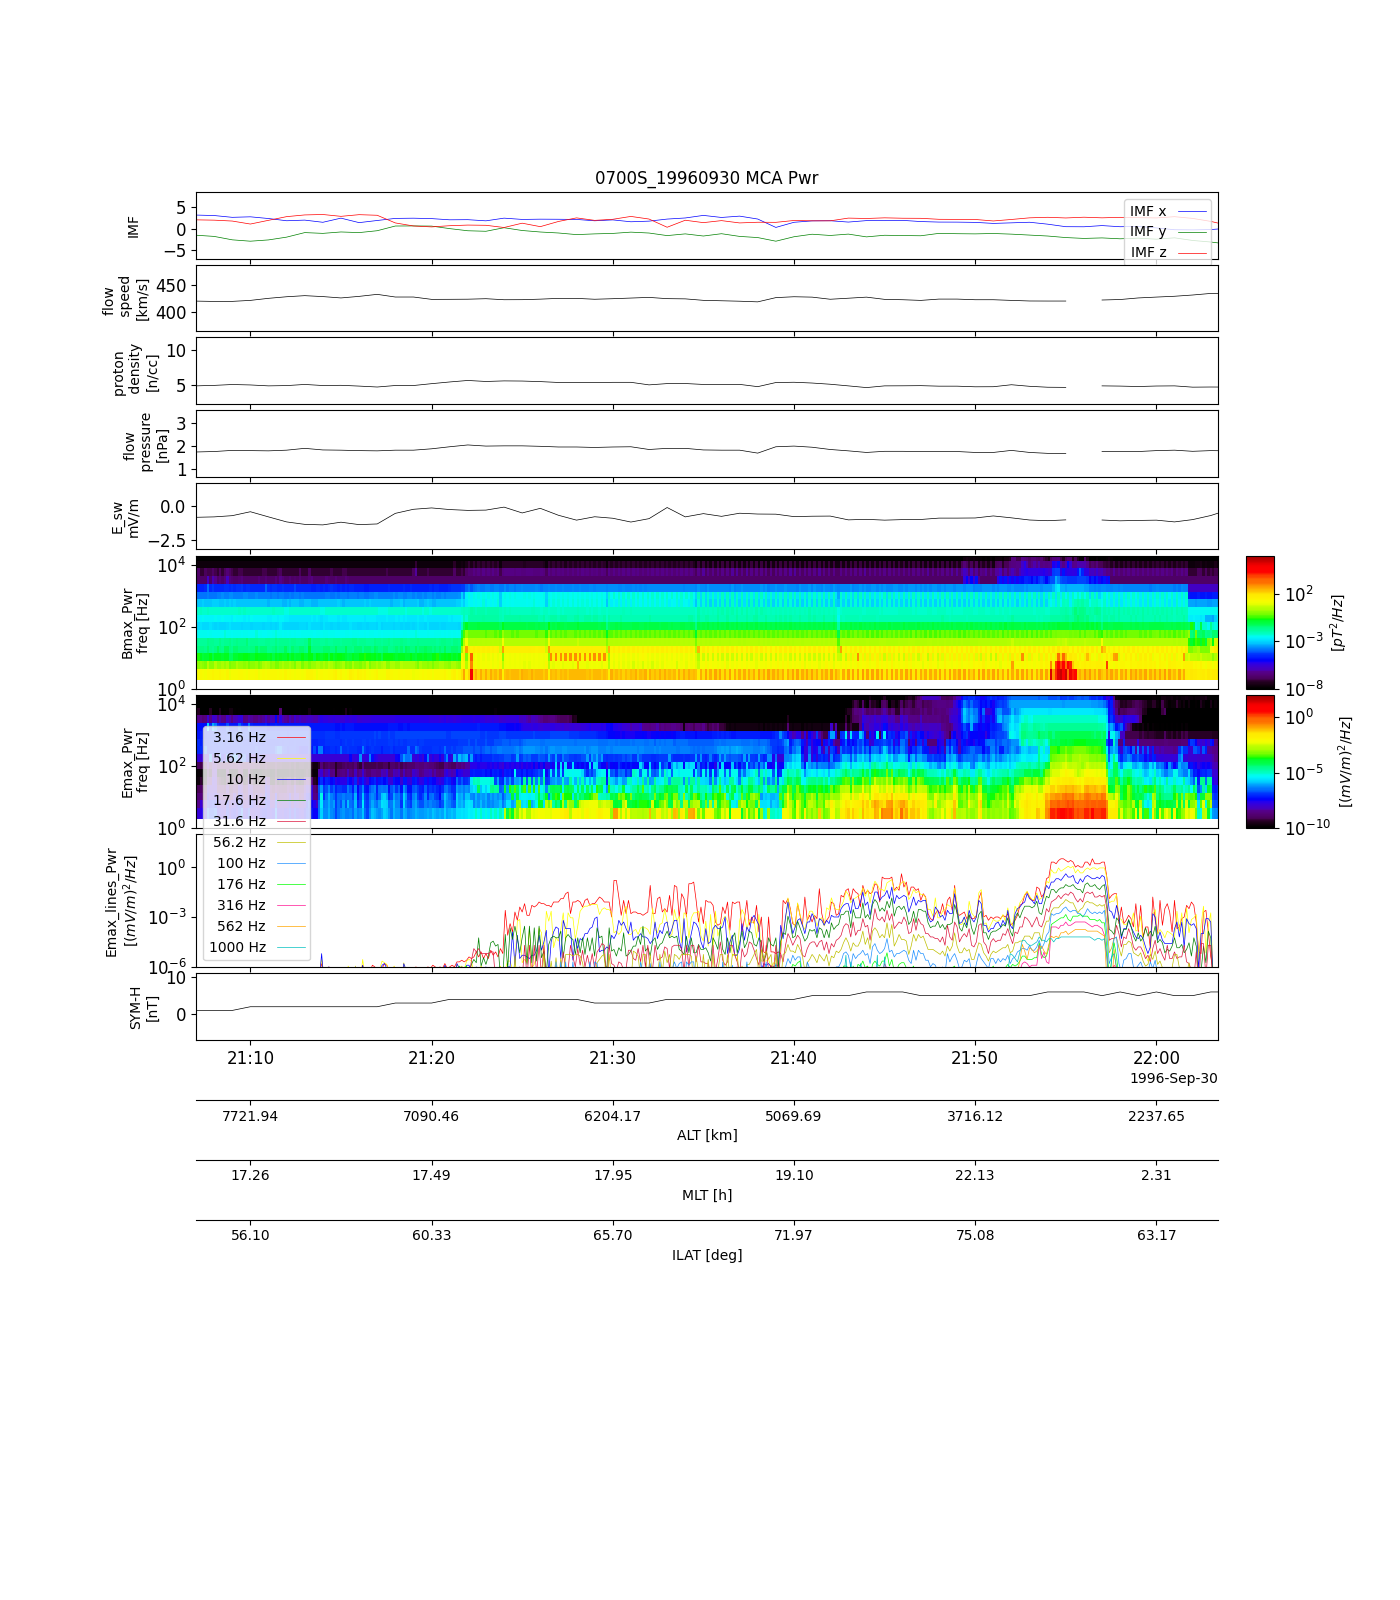 0700S_19960930 MCA Pwr
IMF
5
0
−5
IMF x
IMF y
IMF z
flow
speed
[km/s]
450
400
proton
density
[n/cc]
10
5
flow
pressure
[nPa]
3
2
1
E_sw
mV/m
0.0
−2.5
Bmax_Pwr
freq [Hz]
10^4
10^2
10^0
10^2
10^−3
10^−8
[pT^2/Hz]
Emax_Pwr
freq [Hz]
10^4
10^2
10^0
10^0
10^−5
10^−10
[(mV/m)^2/Hz]
3.16 Hz
5.62 Hz
10 Hz
17.6 Hz
31.6 Hz
56.2 Hz
100 Hz
176 Hz
316 Hz
562 Hz
1000 Hz
Emax_lines_Pwr
[(mV/m)^2/Hz]
10^0
10^−3
10^−6
SYM-H
[nT]
10
0
21:10 21:20 21:30 21:40 21:50 22:00
1996-Sep-30
7721.94 7090.46 6204.17 5069.69 3716.12 2237.65
ALT [km]
17.26 17.49 17.95 19.10 22.13 2.31
MLT [h]
56.10 60.33 65.70 71.97 75.08 63.17
ILAT [deg]